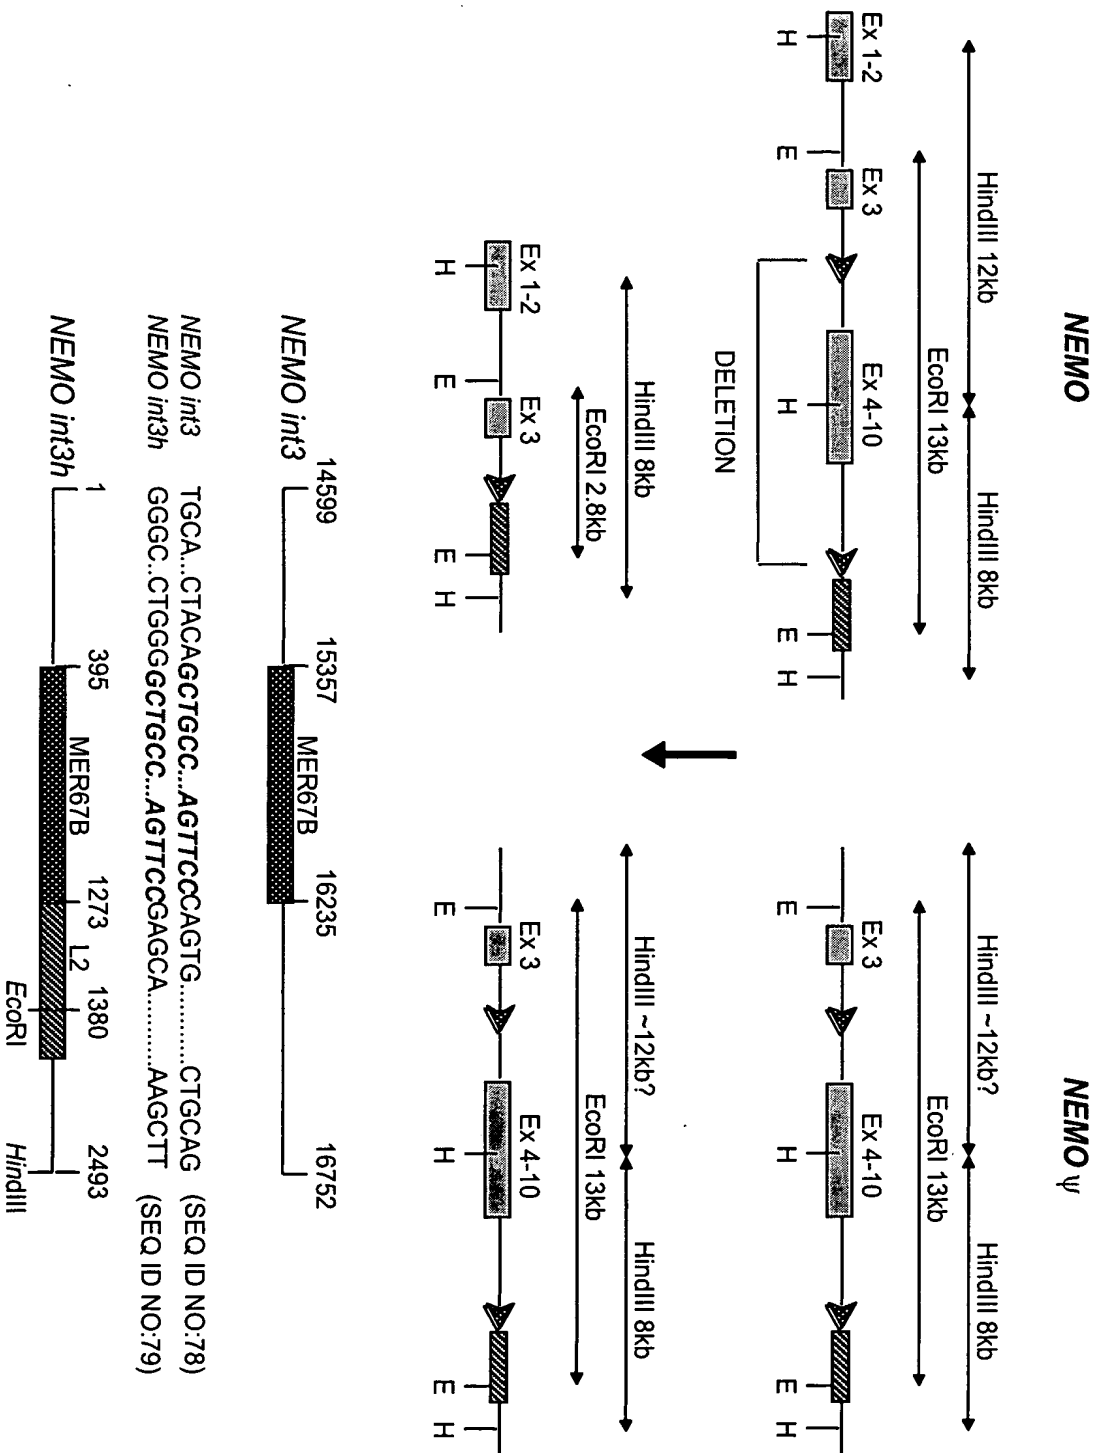 NEMO
HindIII 12kb
HindIII 8kb
EcoRI 13kb
Ex 1-2
Ex 3
Ex 4-10
H
E
H
E
H
DELETION
HindIII 8kb
EcoRI 2.8kb
Ex 1-2
Ex 3
H
E
E
H
NEMO ψ
HindIII ~12kb?
HindIII 8kb
EcoRI 13kb
Ex 3
Ex 4-10
E
H
E
H
HindIII ~12kb?
HindIII 8kb
EcoRI 13kb
Ex 3
Ex 4-10
E
H
E
H
14599 15357 16235 16752
NEMO int3 MER67B
NEMO int3 TGCA...CTACAGCTGCC...AGTTCCCAGTG............CTGCAG (SEQ ID NO:78)
NEMO int3h GGGC..CTGGGGCTGCC...AGTTCCGAGCA...........AAGCTT (SEQ ID NO:79)
1 395 1273 1380 2493
MER67B L2
NEMO int3h
EcoRI HindIII